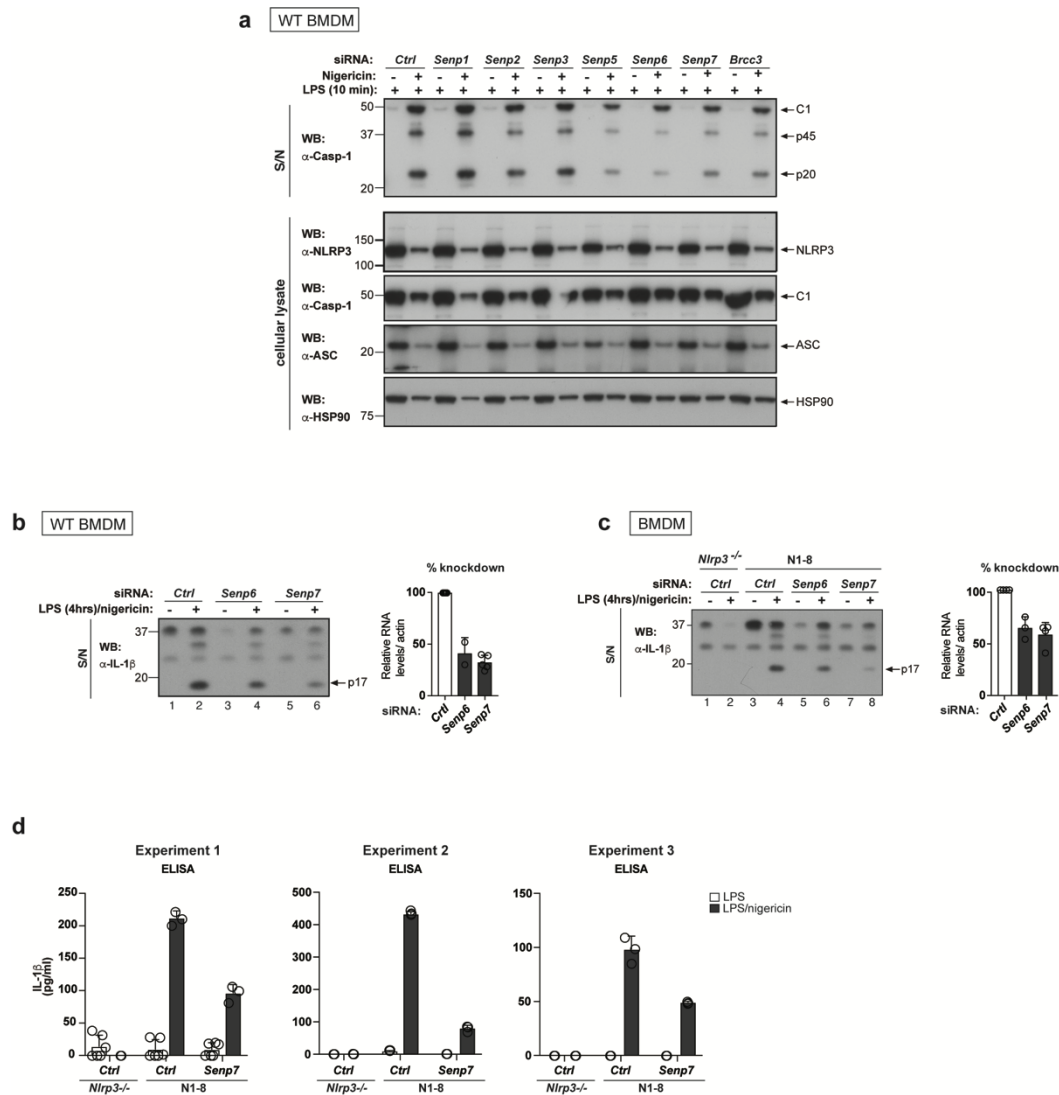 a WT BMDM
siRNA: Ctrl Senp1 Senp2 Senp3 Senp5 Senp6 Senp7 Brcc3
Nigericin: - + - + - + - + - + - + - + - +
LPS (10 min): + + + + + + + + + + + + + + + +
S/N
WB:
α-Casp-1
50
37
20
C1
p45
p20
cellular lysate
WB:
α-NLRP3
150
100
NLRP3
WB:
α-Casp-1
50
C1
WB:
α-ASC
20
ASC
WB:
α-HSP90
75
HSP90
b WT BMDM
siRNA: Ctrl Senp6 Senp7
LPS (4hrs)/nigericin: - + - + - +
S/N
WB:
α-IL-1β
37
20
p17
1 2 3 4 5 6
% knockdown
Relative RNA
levels/ actin
100
50
0
siRNA: Crtl Senp6 Senp7
c BMDM
Nlrp3-/- N1-8
siRNA: Ctrl Ctrl Senp6 Senp7
LPS (4hrs)/nigericin: - + - + - + - +
S/N
WB:
α-IL-1β
37
20
p17
1 2 3 4 5 6 7 8
% knockdown
Relative RNA
levels/ actin
100
50
0
siRNA: Crtl Senp6 Senp7
d
Experiment 1
ELISA
IL-1β
(pg/ml)
250
200
150
100
50
0
Ctrl Ctrl Senp7
Nlrp3-/- N1-8
Experiment 2
ELISA
500
400
300
200
100
0
Ctrl Ctrl Senp7
Nlrp3-/- N1-8
Experiment 3
ELISA
150
100
50
0
Ctrl Ctrl Senp7
Nlrp3-/- N1-8
LPS
LPS/nigericin